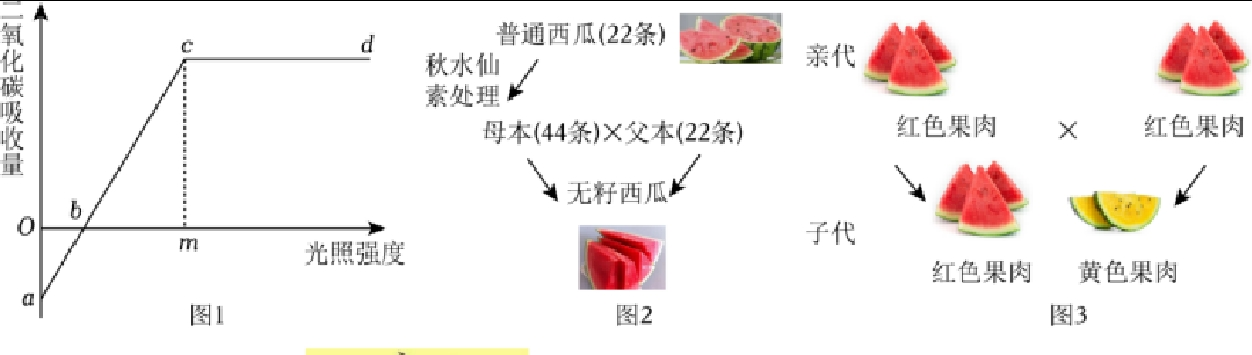 二氧化碳吸收量
c
d
b
O
m
光照强度
a
图1
普通西瓜(22条)
秋水仙
素处理
母本(44条)×父本(22条)
无籽西瓜
图2
亲代
红色果肉 × 红色果肉
子代
红色果肉 黄色果肉
图3